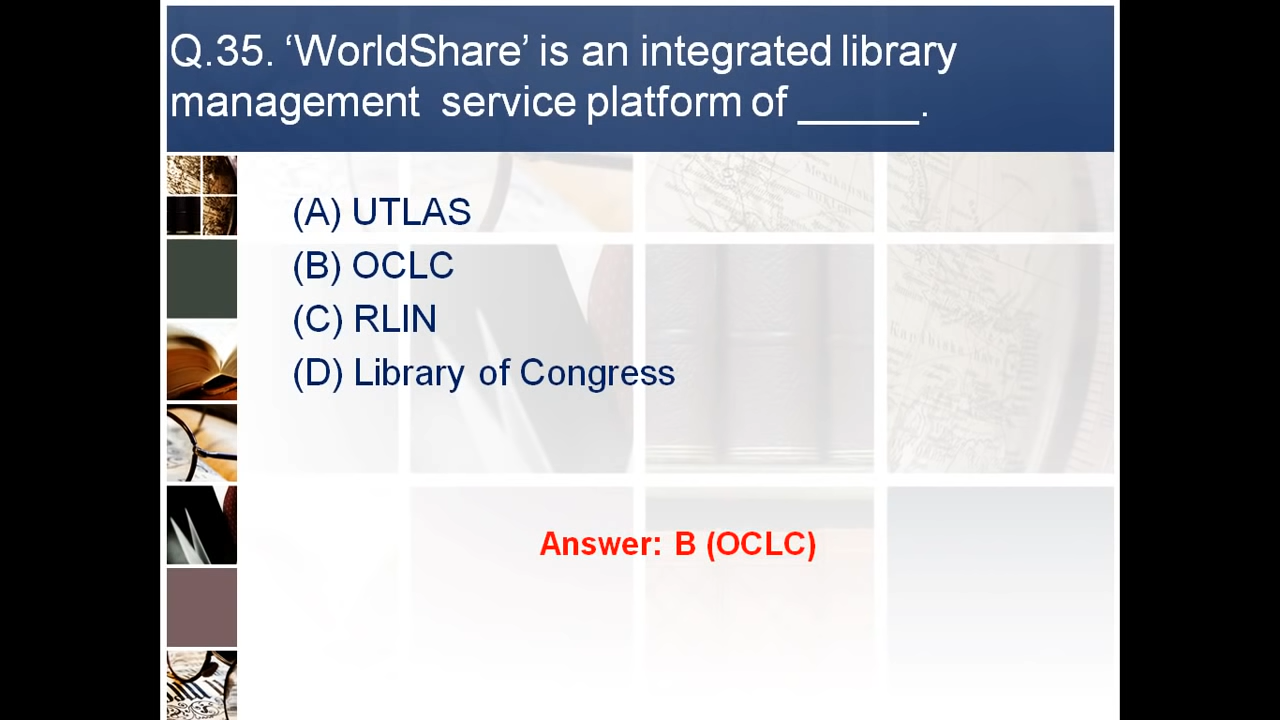 Q.35. ‘WorldShare’ is an integrated library
management service platform of ______.
(A) UTLAS
(B) OCLC
(C) RLIN
(D) Library of Congress
Answer: B (OCLC)